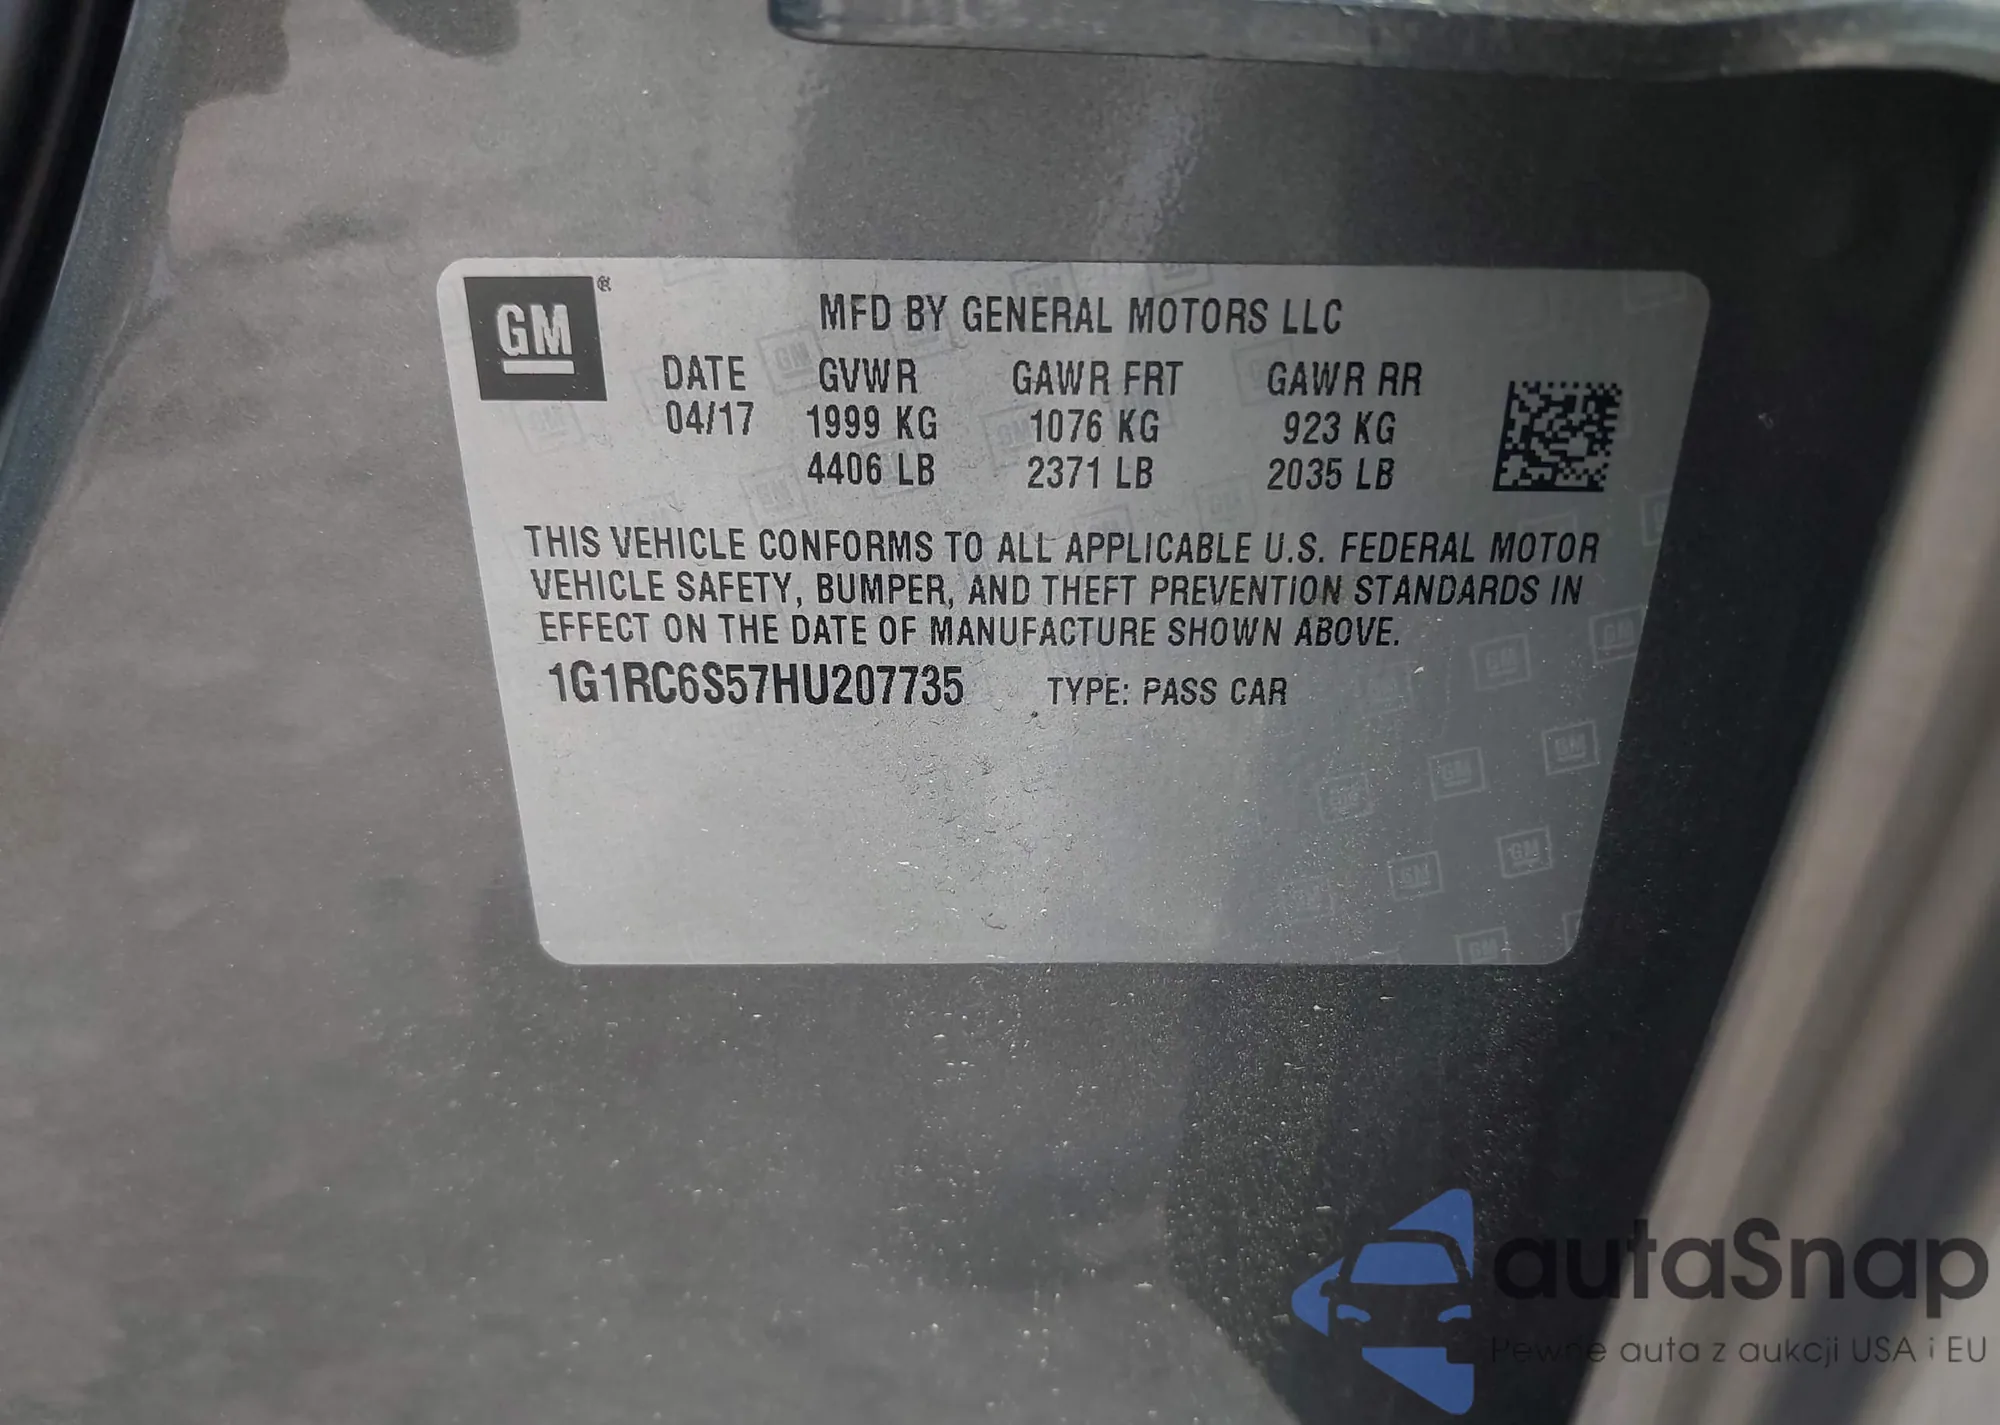 GM ®
MFD BY GENERAL MOTORS LLC
DATE GVWR GAWR FRT GAWR RR
04/17 1999 KG 1076 KG 923 KG
4406 LB 2371 LB 2035 LB
THIS VEHICLE CONFORMS TO ALL APPLICABLE U.S. FEDERAL MOTOR
VEHICLE SAFETY, BUMPER, AND THEFT PREVENTION STANDARDS IN
EFFECT ON THE DATE OF MANUFACTURE SHOWN ABOVE.
1G1RC6S57HU207735 TYPE: PASS CAR
autaSnap
Pewne auta z aukcji USA i EU